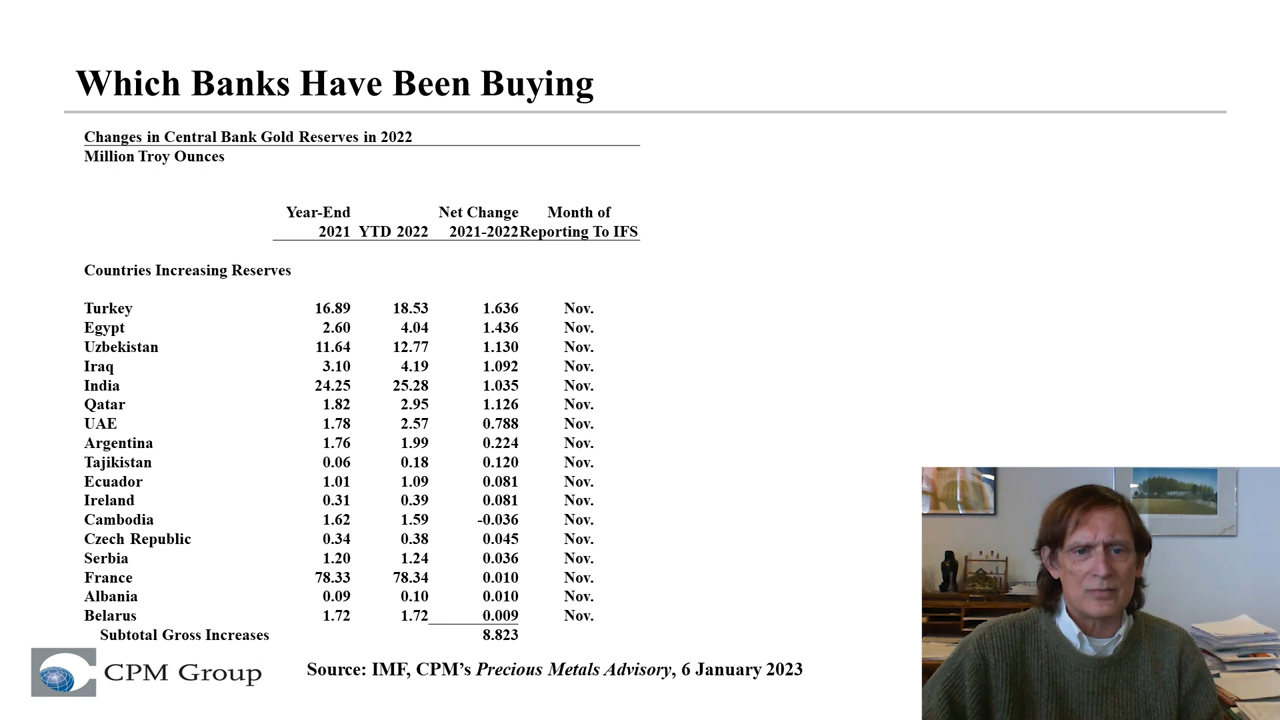 Which Banks Have Been Buying
Changes in Central Bank Gold Reserves in 2022
Million Troy Ounces
Year-End Net Change Month of
2021 YTD 2022 2021-2022 Reporting To IFS
Countries Increasing Reserves
Turkey 16.89 18.53 1.636 Nov.
Egypt 2.60 4.04 1.436 Nov.
Uzbekistan 11.64 12.77 1.130 Nov.
Iraq 3.10 4.19 1.092 Nov.
India 24.25 25.28 1.035 Nov.
Qatar 1.82 2.95 1.126 Nov.
UAE 1.78 2.57 0.788 Nov.
Argentina 1.76 1.99 0.224 Nov.
Tajikistan 0.06 0.18 0.120 Nov.
Ecuador 1.01 1.09 0.081 Nov.
Ireland 0.31 0.39 0.081 Nov.
Cambodia 1.62 1.59 -0.036 Nov.
Czech Republic 0.34 0.38 0.045 Nov.
Serbia 1.20 1.24 0.036 Nov.
France 78.33 78.34 0.010 Nov.
Albania 0.09 0.10 0.010 Nov.
Belarus 1.72 1.72 0.009 Nov.
Subtotal Gross Increases 8.823
CPM Group
Source: IMF, CPM's Precious Metals Advisory, 6 January 2023